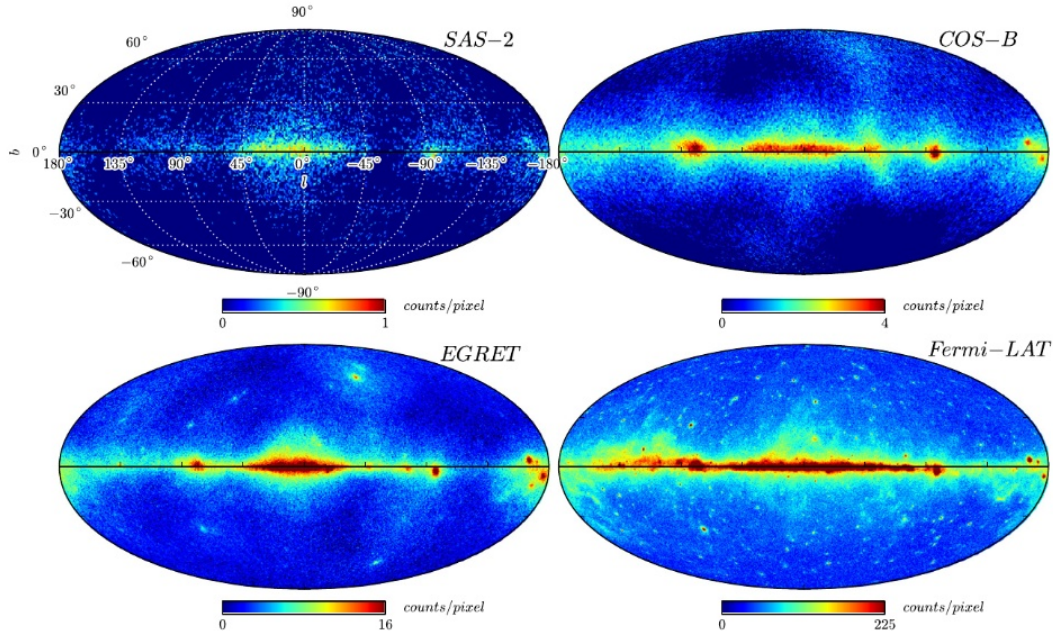 90°
60°
SAS−2
COS−B
30°
b
0°
180° 135° 90° 45° 0° −45° −90° −135° −180°
l
−30°
−60°
−90°
counts/pixel
0 1
counts/pixel
0 4
EGRET
Fermi−LAT
counts/pixel
0 16
counts/pixel
0 225